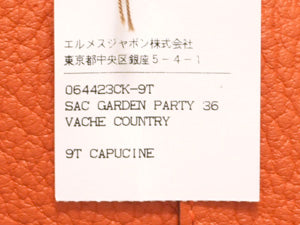 エルメスジャポン株式会社
東京都中央区銀座5-4-1
064423CK-9T
SAC GARDEN PARTY 36
VACHE COUNTRY
9T CAPUCINE